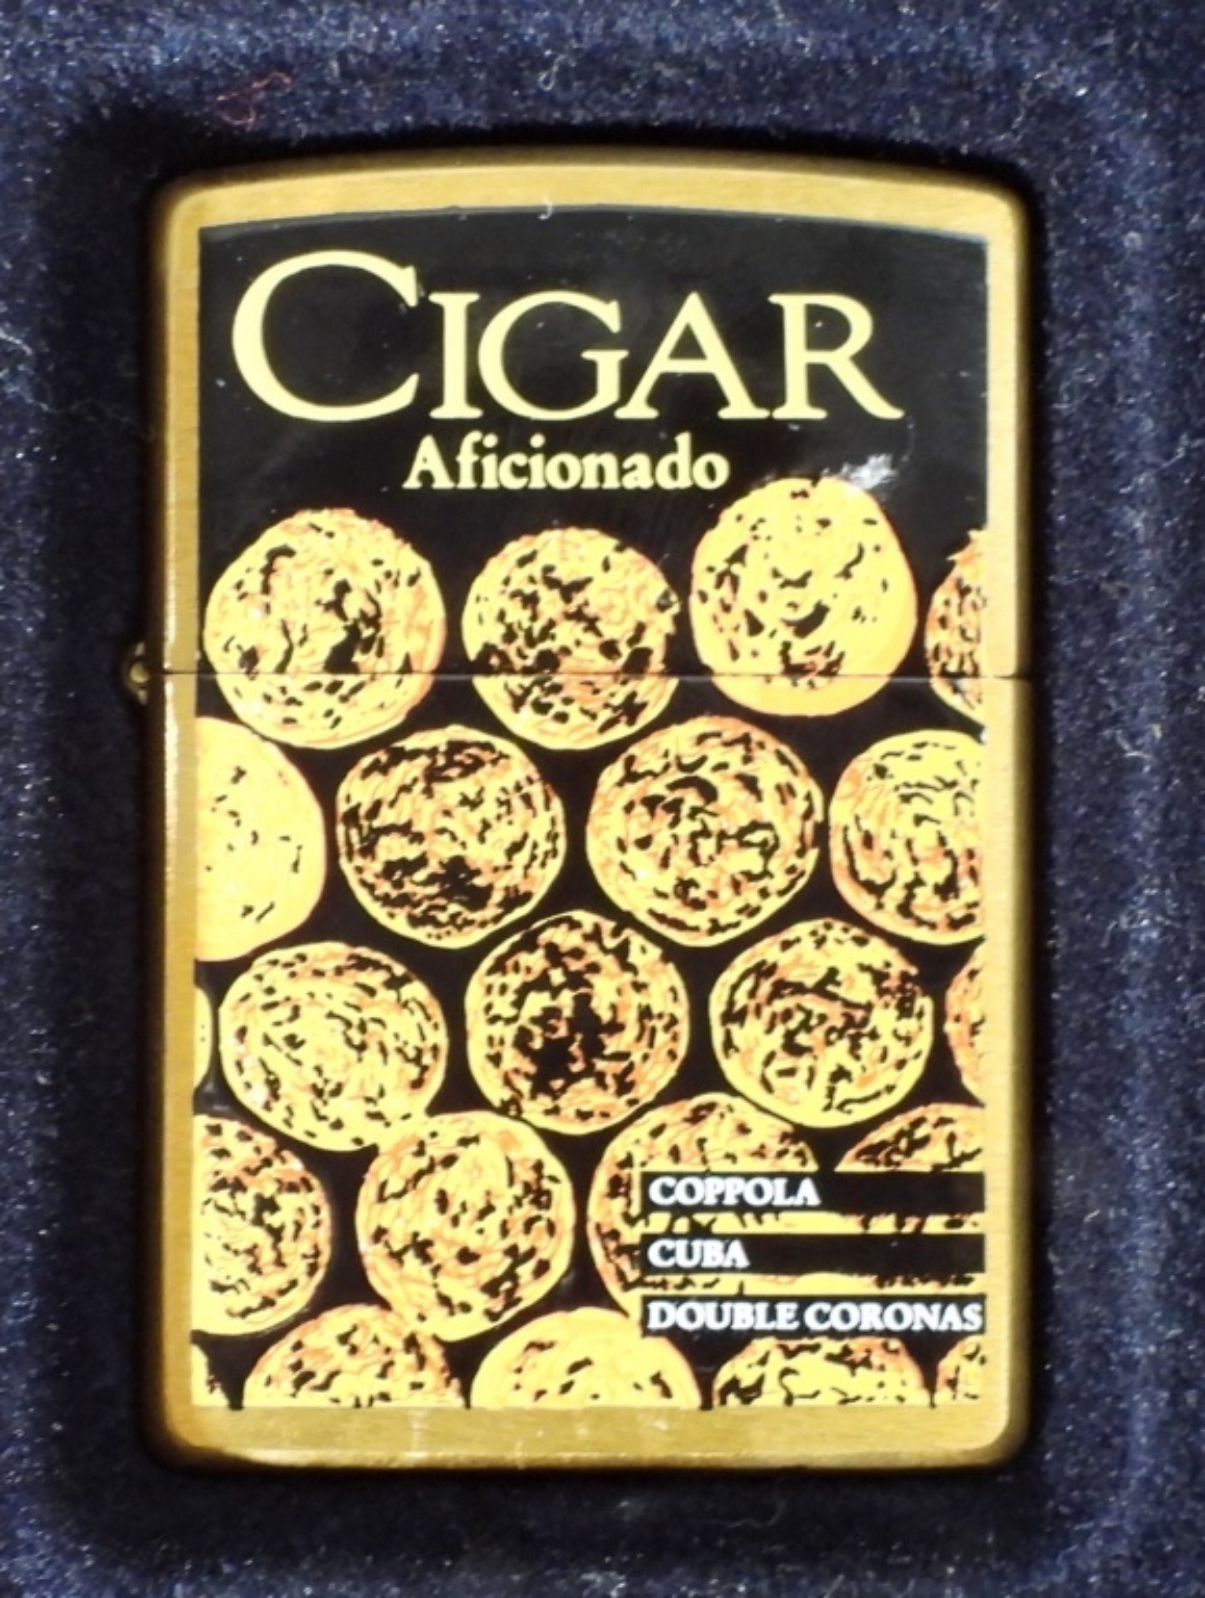 CIGAR
Aficionado
COPPOLA
CUBA
DOUBLE CORONAS